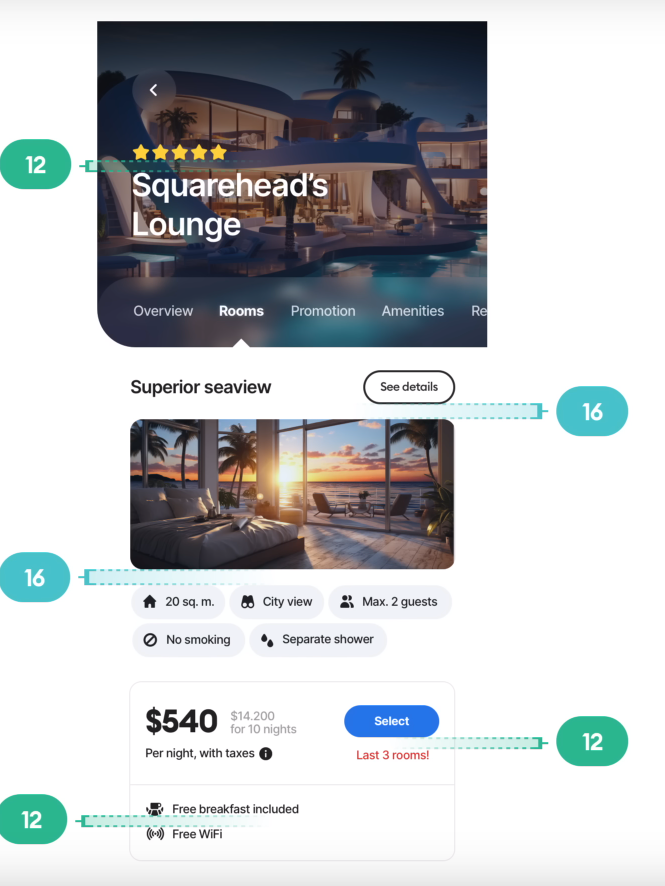 12
Squarehead's
Lounge
Overview Rooms Promotion Amenities Re
Superior seaview See details
16
16
20 sq. m. City view Max. 2 guests
No smoking Separate shower
$540 $14.200
for 10 nights
Select
12
Per night, with taxes
Last 3 rooms!
12
Free breakfast included
Free WiFi